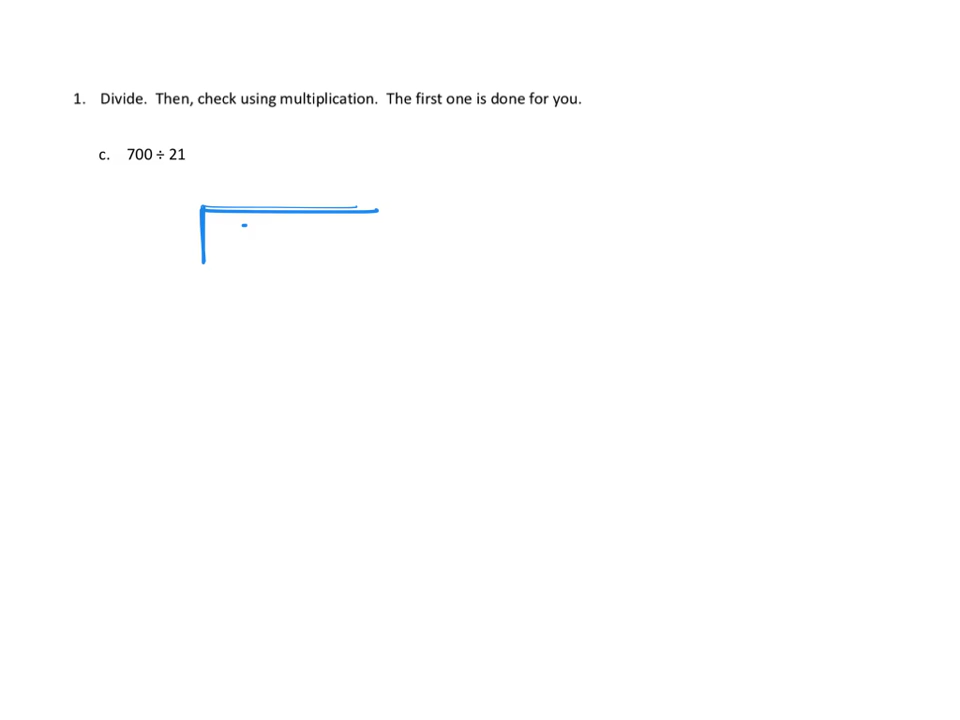 1. Divide. Then, check using multiplication. The first one is done for you.
c. 700 ÷ 21